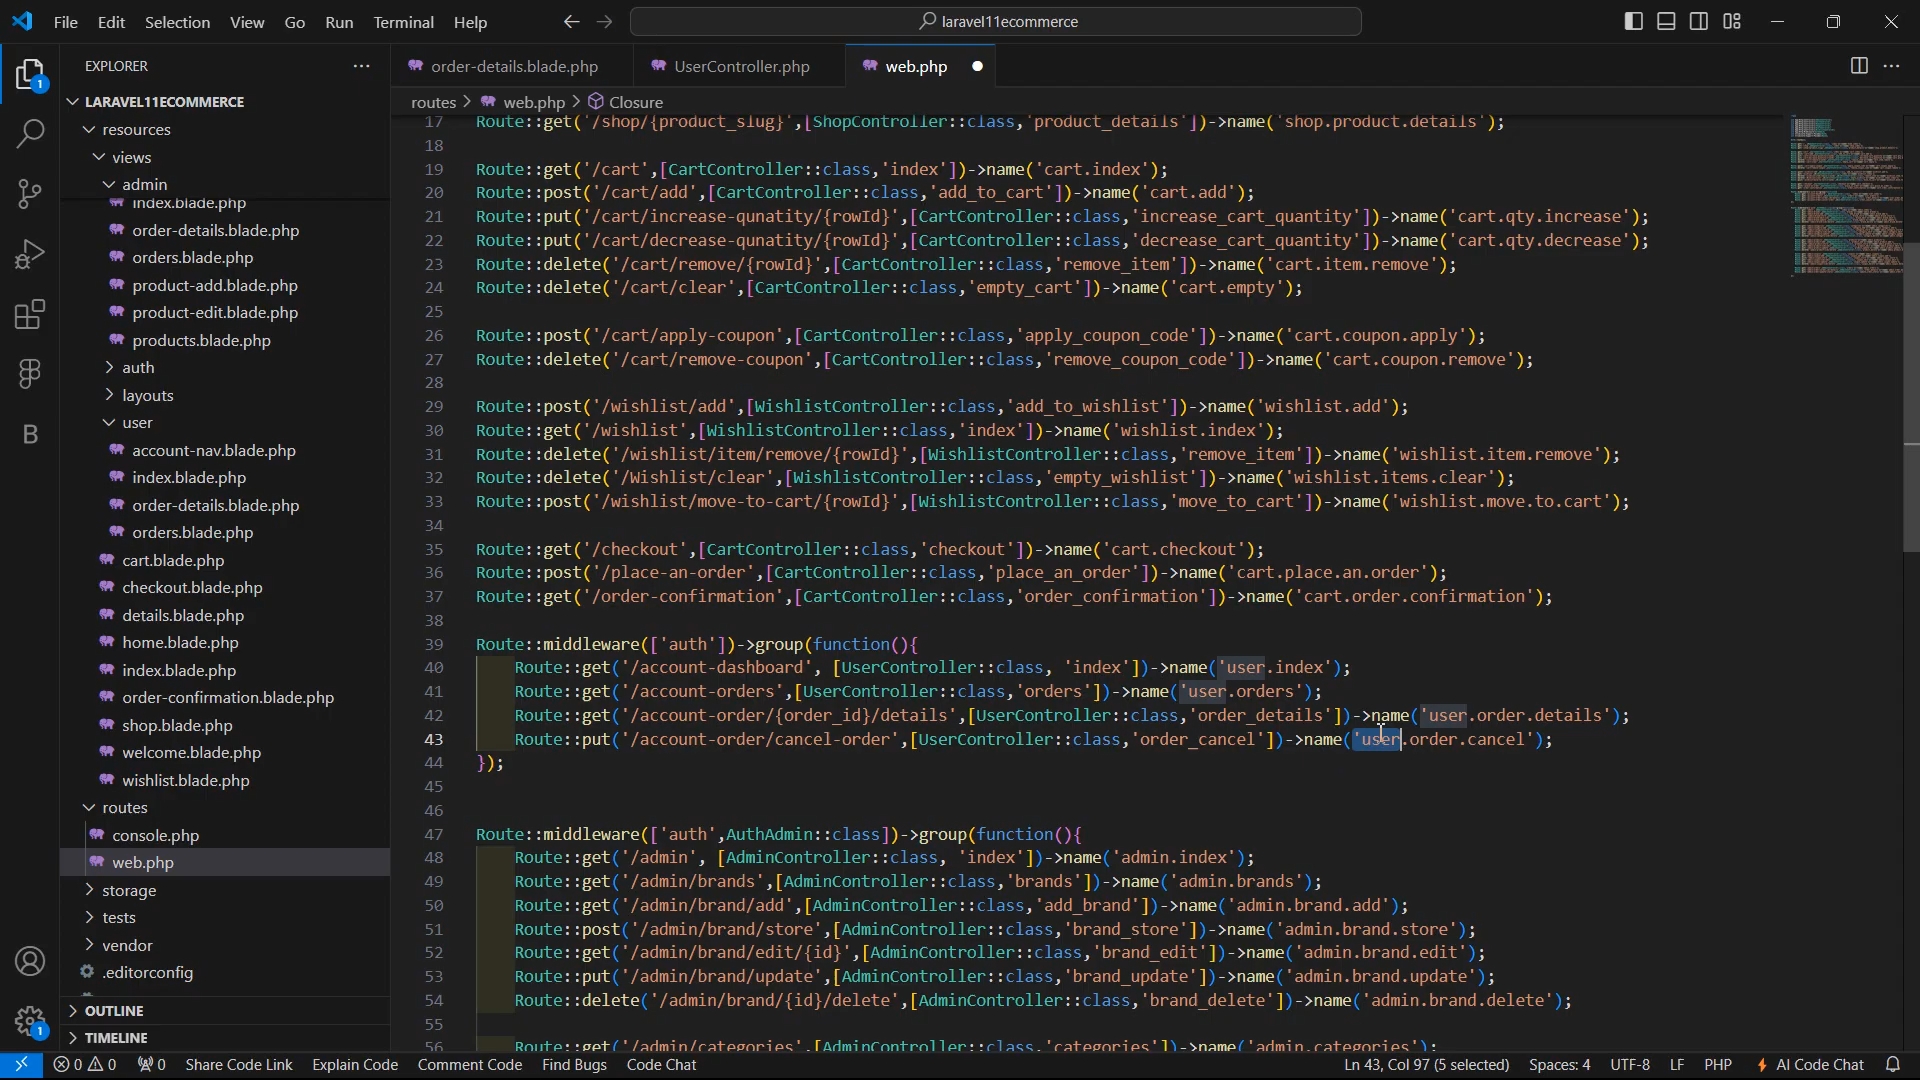 File Edit Selection View Go Run Terminal Help
laravel11ecommerce
EXPLORER
order-details.blade.php
UserController.php
web.php
routes > web.php > Closure
LARAVEL11ECOMMERCE
resources
views
admin
index.blade.php
order-details.blade.php
orders.blade.php
product-add.blade.php
product-edit.blade.php
products.blade.php
auth
layouts
user
account-nav.blade.php
index.blade.php
order-details.blade.php
orders.blade.php
cart.blade.php
checkout.blade.php
details.blade.php
home.blade.php
index.blade.php
order-confirmation.blade.php
shop.blade.php
welcome.blade.php
wishlist.blade.php
routes
console.php
web.php
storage
tests
vendor
.editorconfig
OUTLINE
TIMELINE
17 Route::get('/shop/{product_slug}',[ShopController::class,'product_details'])->name('shop.product.details');
18
19 Route::get('/cart',[CartController::class,'index'])->name('cart.index');
20 Route::post('/cart/add',[CartController::class,'add_to_cart'])->name('cart.add');
21 Route::put('/cart/increase-qunatity/{rowId}',[CartController::class,'increase_cart_quantity'])->name('cart.qty.increase');
22 Route::put('/cart/decrease-qunatity/{rowId}',[CartController::class,'decrease_cart_quantity'])->name('cart.qty.decrease');
23 Route::delete('/cart/remove/{rowId}',[CartController::class,'remove_item'])->name('cart.item.remove');
24 Route::delete('/cart/clear',[CartController::class,'empty_cart'])->name('cart.empty');
25
26 Route::post('/cart/apply-coupon',[CartController::class,'apply_coupon_code'])->name('cart.coupon.apply');
27 Route::delete('/cart/remove-coupon',[CartController::class,'remove_coupon_code'])->name('cart.coupon.remove');
28
29 Route::post('/wishlist/add',[WishlistController::class,'add_to_wishlist'])->name('wishlist.add');
30 Route::get('/wishlist',[WishlistController::class,'index'])->name('wishlist.index');
31 Route::delete('/wishlist/item/remove/{rowId}',[WishlistController::class,'remove_item'])->name('wishlist.item.remove');
32 Route::delete('/Wishlist/clear',[WishlistController::class,'empty_wishlist'])->name('wishlist.items.clear');
33 Route::post('/wishlist/move-to-cart/{rowId}',[WishlistController::class,'move_to_cart'])->name('wishlist.move.to.cart');
34
35 Route::get('/checkout',[CartController::class,'checkout'])->name('cart.checkout');
36 Route::post('/place-an-order',[CartController::class,'place_an_order'])->name('cart.place.an.order');
37 Route::get('/order-confirmation',[CartController::class,'order_confirmation'])->name('cart.order.confirmation');
38
39 Route::middleware(['auth'])->group(function(){
40 Route::get('/account-dashboard', [UserController::class, 'index'])->name('user.index');
41 Route::get('/account-orders',[UserController::class,'orders'])->name('user.orders');
42 Route::get('/account-order/{order_id}/details',[UserController::class,'order_details'])->name('user.order.details');
43 Route::put('/account-order/cancel-order',[UserController::class,'order_cancel'])->name('user.order.cancel');
44 });
45
46
47 Route::middleware(['auth',AuthAdmin::class])->group(function(){
48 Route::get('/admin', [AdminController::class, 'index'])->name('admin.index');
49 Route::get('/admin/brands',[AdminController::class,'brands'])->name('admin.brands');
50 Route::get('/admin/brand/add',[AdminController::class,'add_brand'])->name('admin.brand.add');
51 Route::post('/admin/brand/store',[AdminController::class,'brand_store'])->name('admin.brand.store');
52 Route::get('/admin/brand/edit/{id}',[AdminController::class,'brand_edit'])->name('admin.brand.edit');
53 Route::put('/admin/brand/update',[AdminController::class,'brand_update'])->name('admin.brand.update');
54 Route::delete('/admin/brand/{id}/delete',[AdminController::class,'brand_delete'])->name('admin.brand.delete');
55
56 Route::get('/admin/categories',[AdminController::class,'categories'])->name('admin.categories');
0 0 0 Share Code Link Explain Code Comment Code Find Bugs Code Chat Ln 43, Col 97 (5 selected) Spaces: 4 UTF-8 LF PHP AI Code Chat